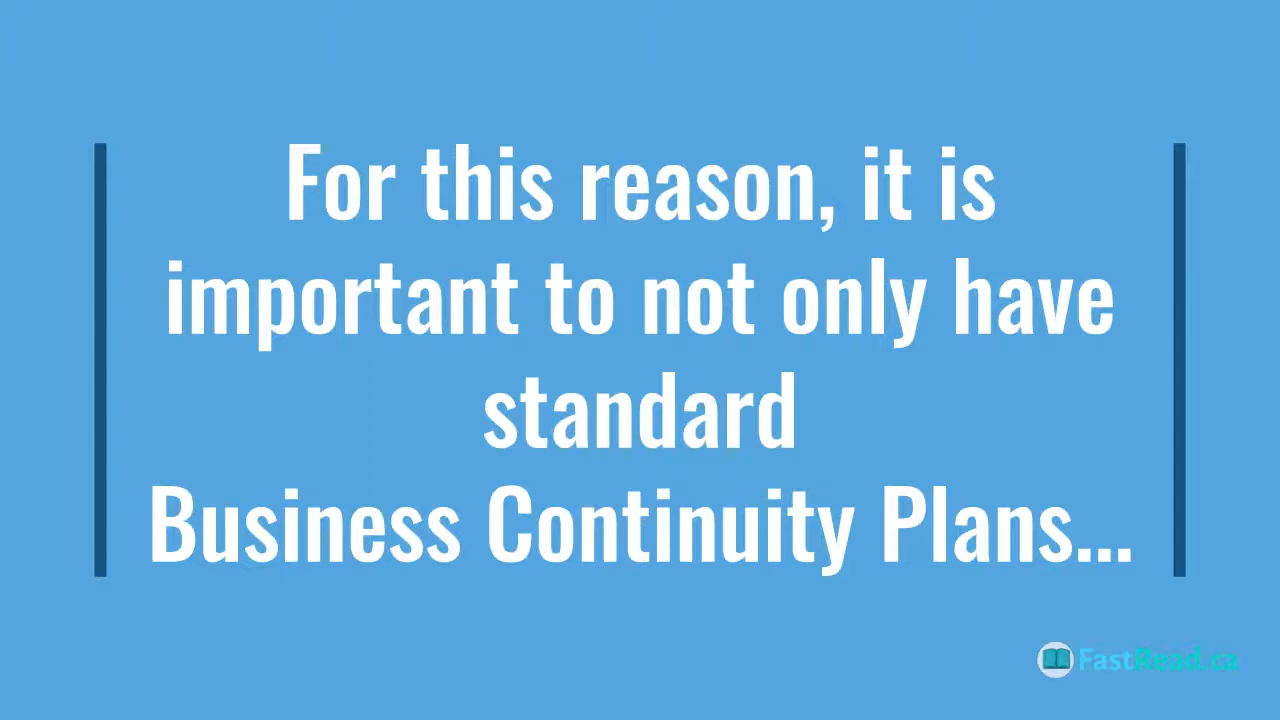 For this reason, it is
important to not only have
standard
Business Continuity Plans...
FastRead.ca